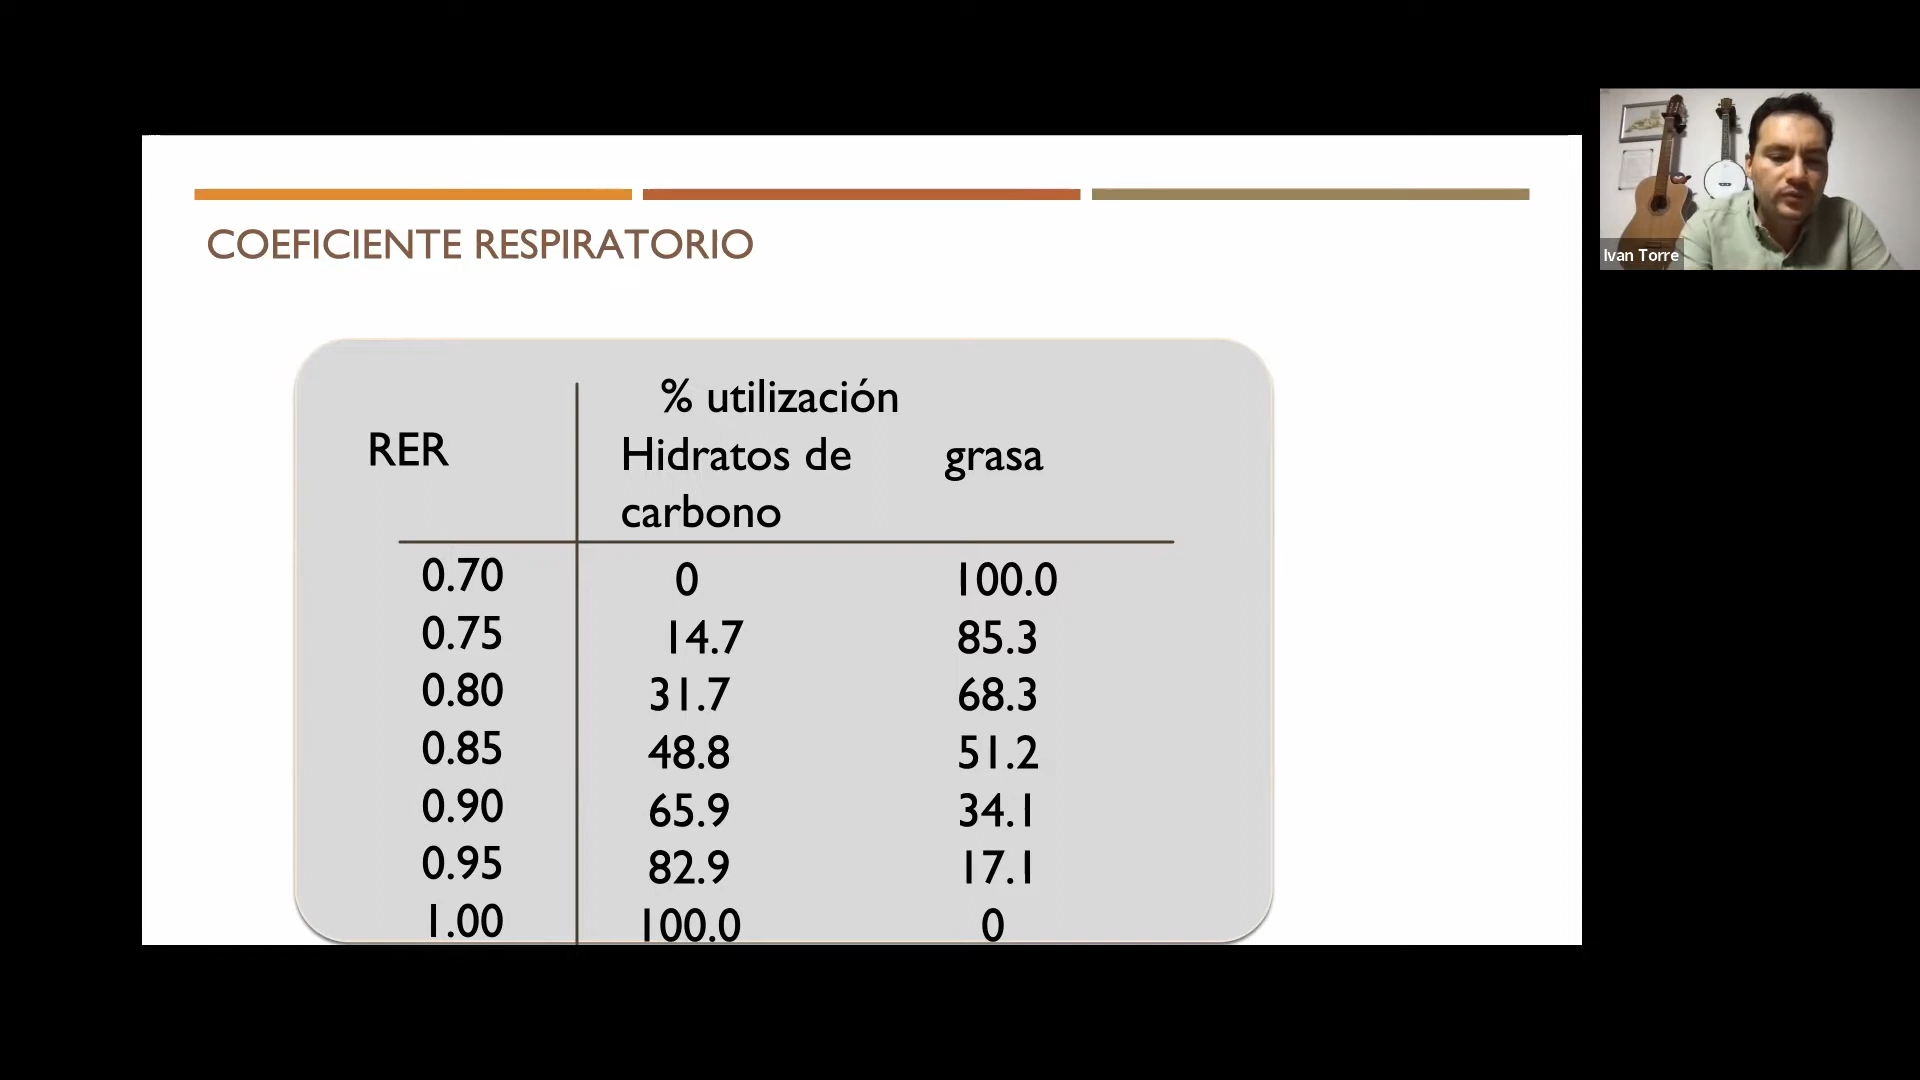 COEFICIENTE RESPIRATORIO
Ivan Torre
% utilización
RER Hidratos de grasa
carbono
0.70 0 100.0
0.75 14.7 85.3
0.80 31.7 68.3
0.85 48.8 51.2
0.90 65.9 34.1
0.95 82.9 17.1
1.00 100.0 0